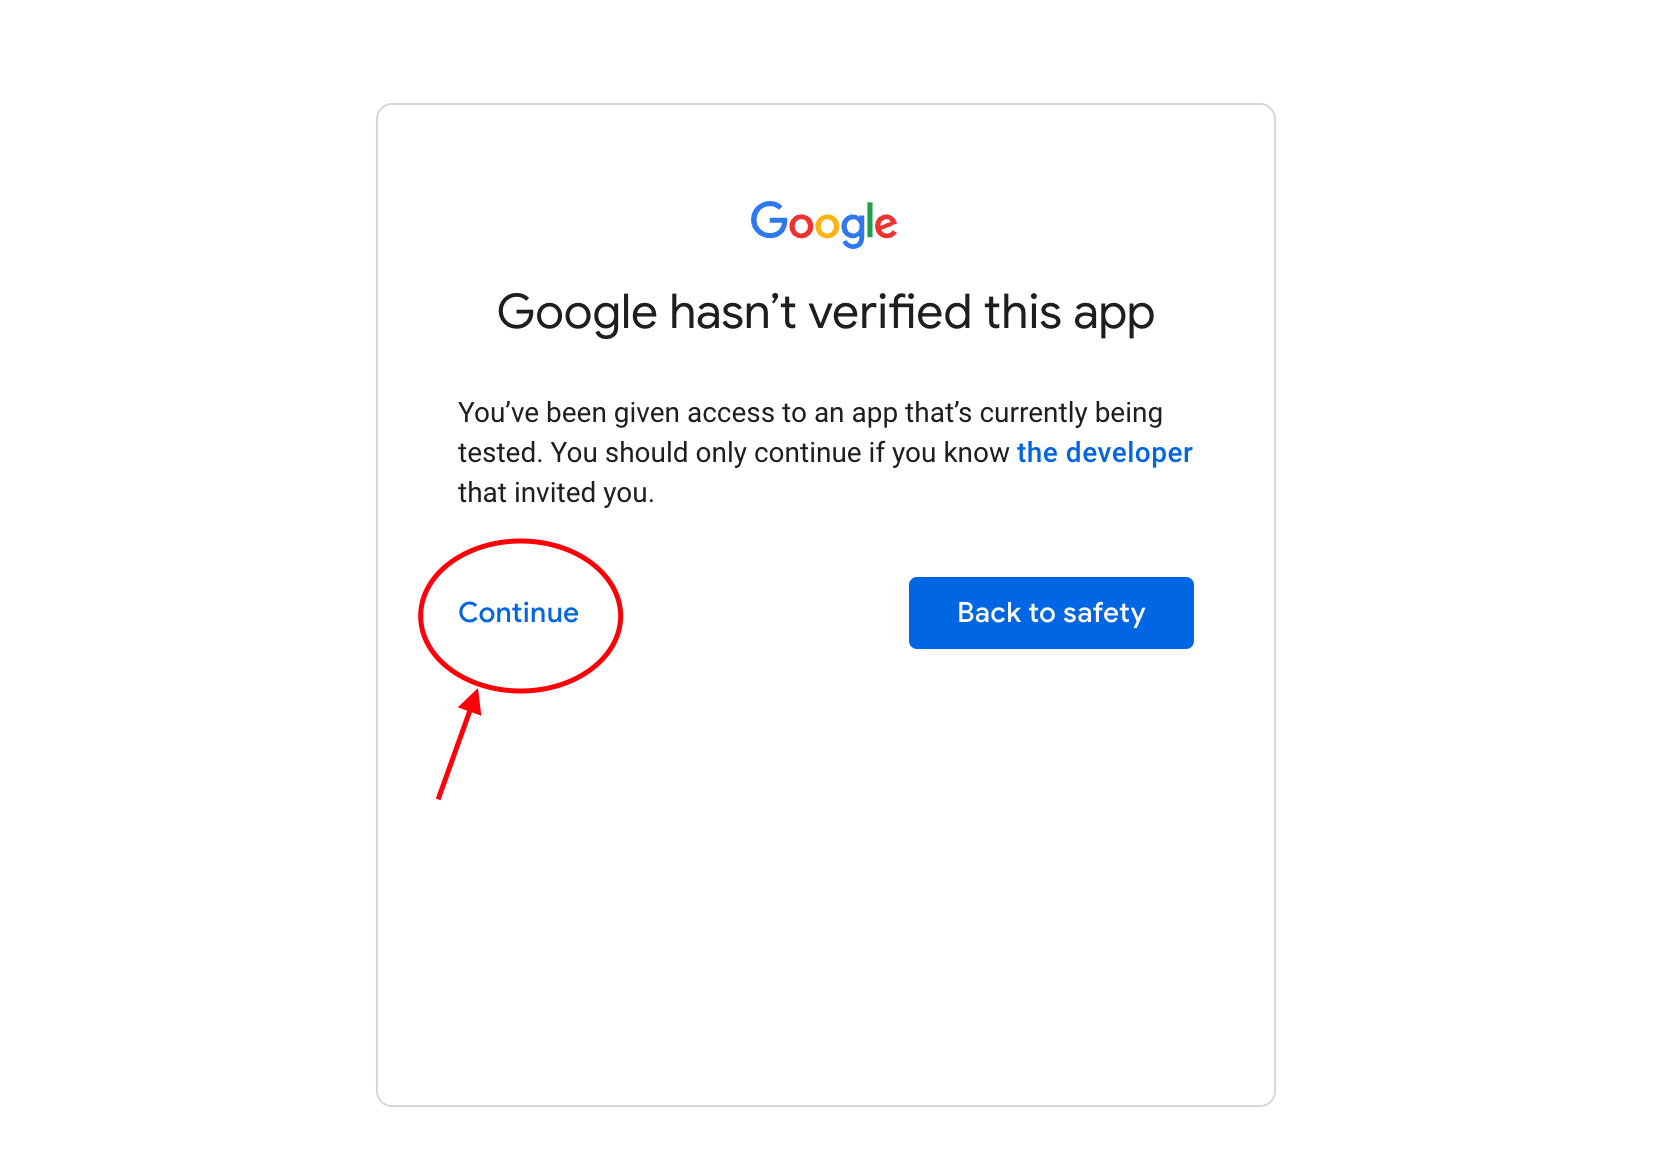 Google
Google hasn’t verified this app
You’ve been given access to an app that’s currently being
tested. You should only continue if you know the developer
that invited you.
Continue
Back to safety